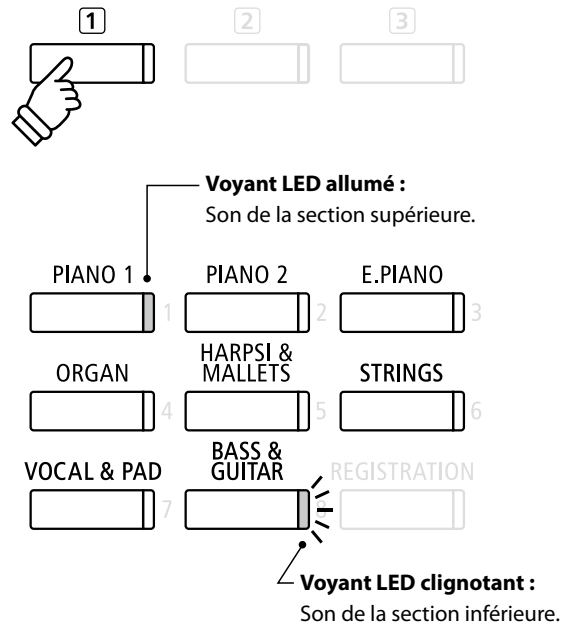 1 2 3
Voyant LED allumé :
Son de la section supérieure.
PIANO 1 PIANO 2 E.PIANO
1 2 3
ORGAN HARPSI & MALLETS STRINGS
4 5 6
VOCAL & PAD BASS & GUITAR REGISTRATION
7 8
Voyant LED clignotant :
Son de la section inférieure.